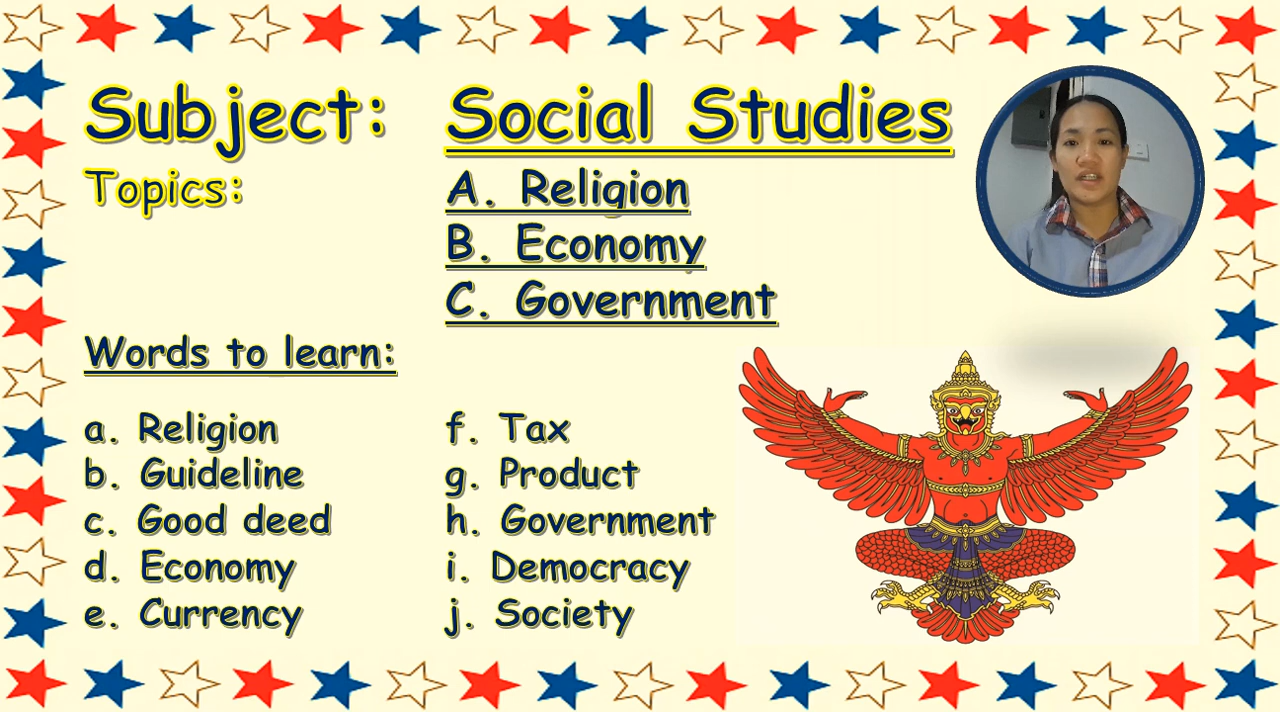 Subject: Social Studies
Topics: A. Religion
B. Economy
C. Government
Words to learn:
a. Religion
b. Guideline
c. Good deed
d. Economy
e. Currency
f. Tax
g. Product
h. Government
i. Democracy
j. Society